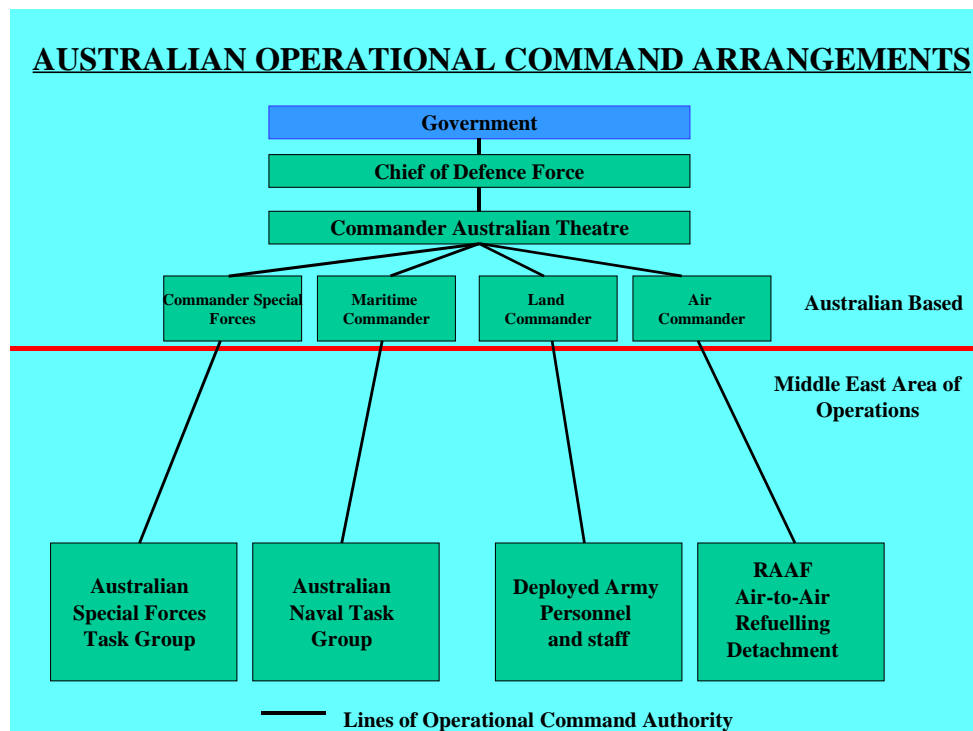 AUSTRALIAN OPERATIONAL COMMAND ARRANGEMENTS
Government
Chief of Defence Force
Commander Australian Theatre
Commander Special
Forces
Maritime
Commander
Land
Commander
Air
Commander
Australian Based
Middle East Area of
Operations
Australian
Special Forces
Task Group
Australian
Naval Task
Group
Deployed Army
Personnel
and staff
RAAF
Air-to-Air
Refuelling
Detachment
Lines of Operational Command Authority